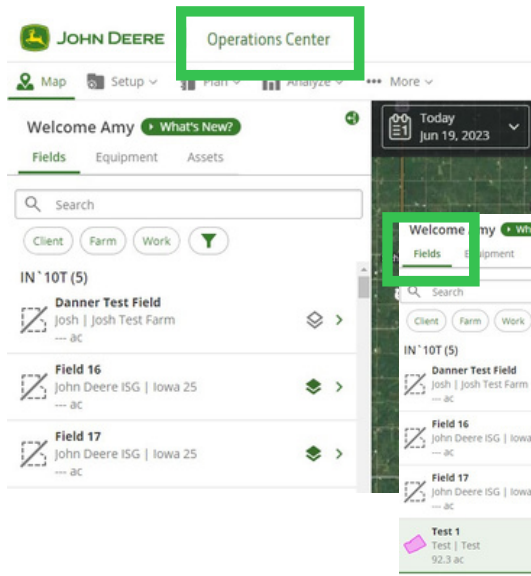 JOHN DEERE
Operations Center
Map
Setup
Plan
Analyze
More
Welcome Amy
What's New?
Fields
Equipment
Assets
Search
Client
Farm
Work
IN`10T (5)
Danner Test Field
Josh | Josh Test Farm
--- ac
Field 16
John Deere ISG | Iowa 25
--- ac
Field 17
John Deere ISG | Iowa 25
--- ac
Today
Jun 19, 2023
Welcome
Fields
Search
Client
Farm
Work
IN`10T (5)
Danner Test Field
Josh | Josh Test Farm
--- ac
Field 16
John Deere ISG | Iowa
--- ac
Field 17
John Deere ISG | Iowa
--- ac
Test 1
Test | Test
92.3 ac